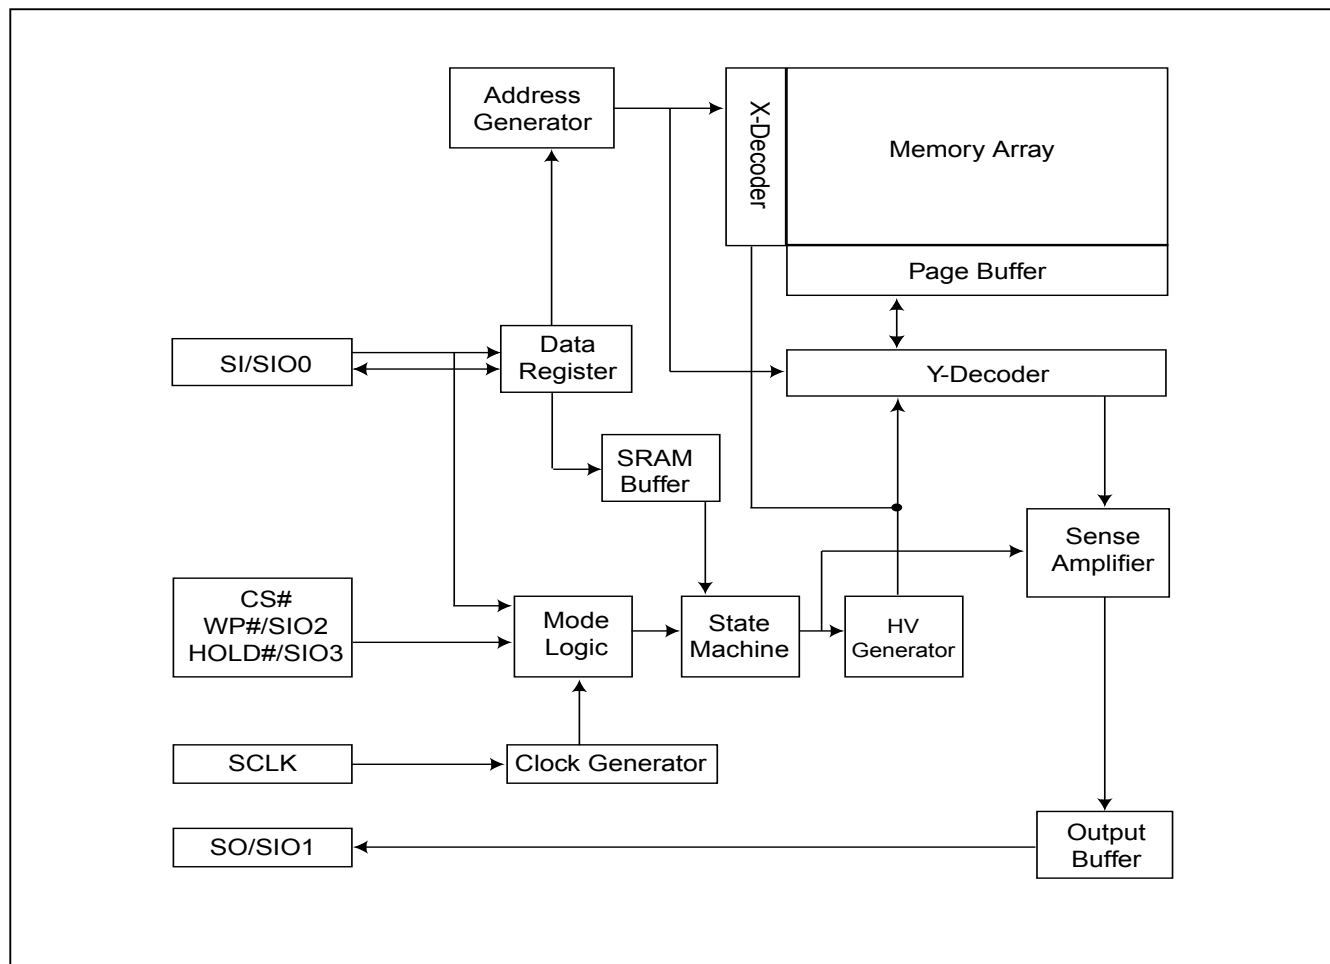 Address
Generator
X-Decoder
Memory Array
Page Buffer
SI/SIO0
Data
Register
Y-Decoder
SRAM
Buffer
Sense
Amplifier
CS#
WP#/SIO2
HOLD#/SIO3
Mode
Logic
State
Machine
HV
Generator
SCLK
Clock Generator
SO/SIO1
Output
Buffer